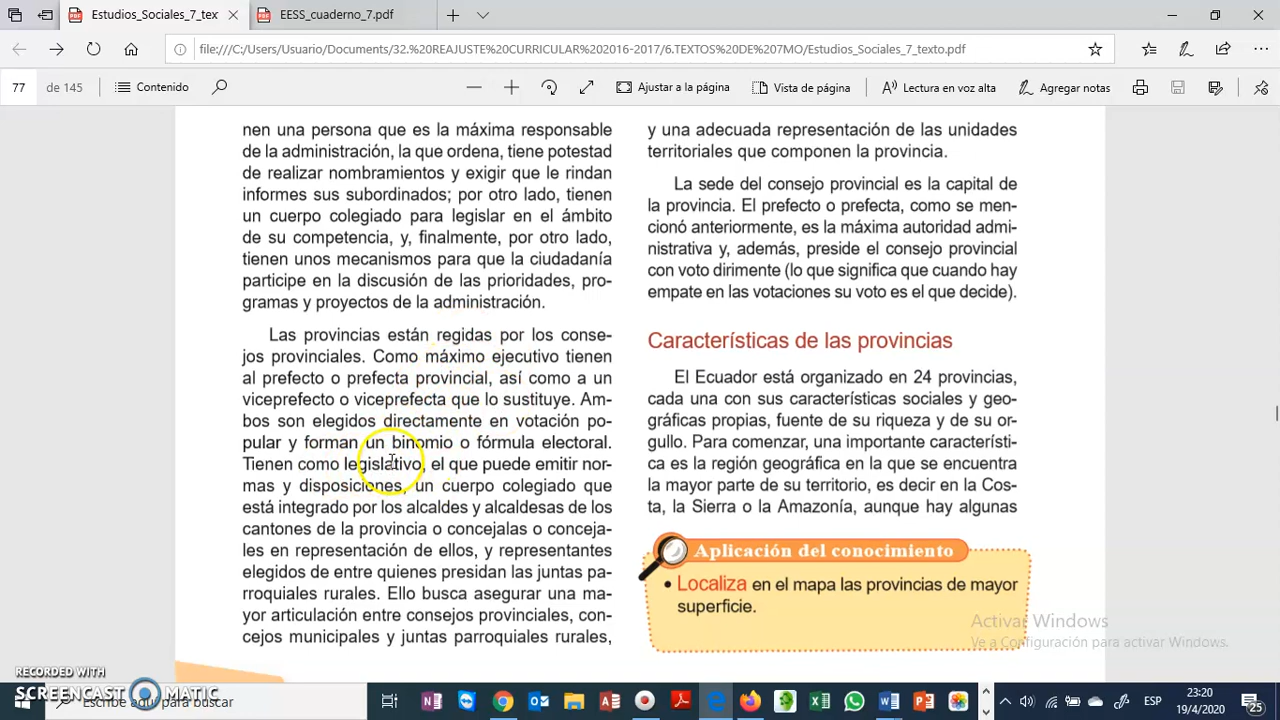 Estudios_Sociales_7_tex
EESS_cuaderno_7.pdf
file:///C:/Users/Usuario/Documents/32.%20REAJUSTE%20CURRICULAR%202016-2017/6.TEXTOS%20DE%207MO/Estudios_Sociales_7_texto.pdf
77 de 145
Contenido
Ajustar a la página
Vista de página
Lectura en voz alta
Agregar notas
nen una persona que es la máxima responsable
de la administración, la que ordena, tiene potestad
de realizar nombramientos y exigir que le rindan
informes sus subordinados; por otro lado, tienen
un cuerpo colegiado para legislar en el ámbito
de su competencia, y, finalmente, por otro lado,
tienen unos mecanismos para que la ciudadanía
participe en la discusión de las prioridades, pro-
gramas y proyectos de la administración.
Las provincias están regidas por los conse-
jos provinciales. Como máximo ejecutivo tienen
al prefecto o prefecta provincial, así como a un
viceprefecto o viceprefecta que lo sustituye. Am-
bos son elegidos directamente en votación po-
pular y forman un binomio o fórmula electoral.
Tienen como legislativo, el que puede emitir nor-
mas y disposiciones, un cuerpo colegiado que
está integrado por los alcaldes y alcaldesas de los
cantones de la provincia o concejalas o conceja-
les en representación de ellos, y representantes
elegidos de entre quienes presidan las juntas pa-
rroquiales rurales. Ello busca asegurar una ma-
yor articulación entre consejos provinciales, con-
cejos municipales y juntas parroquiales rurales,
y una adecuada representación de las unidades
territoriales que componen la provincia.
La sede del consejo provincial es la capital de
la provincia. El prefecto o prefecta, como se men-
cionó anteriormente, es la máxima autoridad admi-
nistrativa y, además, preside el consejo provincial
con voto dirimente (lo que significa que cuando hay
empate en las votaciones su voto es el que decide).
Características de las provincias
El Ecuador está organizado en 24 provincias,
cada una con sus características sociales y geo-
gráficas propias, fuente de su riqueza y de su or-
gullo. Para comenzar, una importante característi-
ca es la región geográfica en la que se encuentra
la mayor parte de su territorio, es decir en la Cos-
ta, la Sierra o la Amazonía, aunque hay algunas
Aplicación del conocimiento
• Localiza en el mapa las provincias de mayor
superficie.
Activar Windows
Ve a Configuración para activar Windows.
RECORDED WITH
SCREENCAST MATIC
Escribe aquí para buscar
ESP
23:20
19/4/2020
25